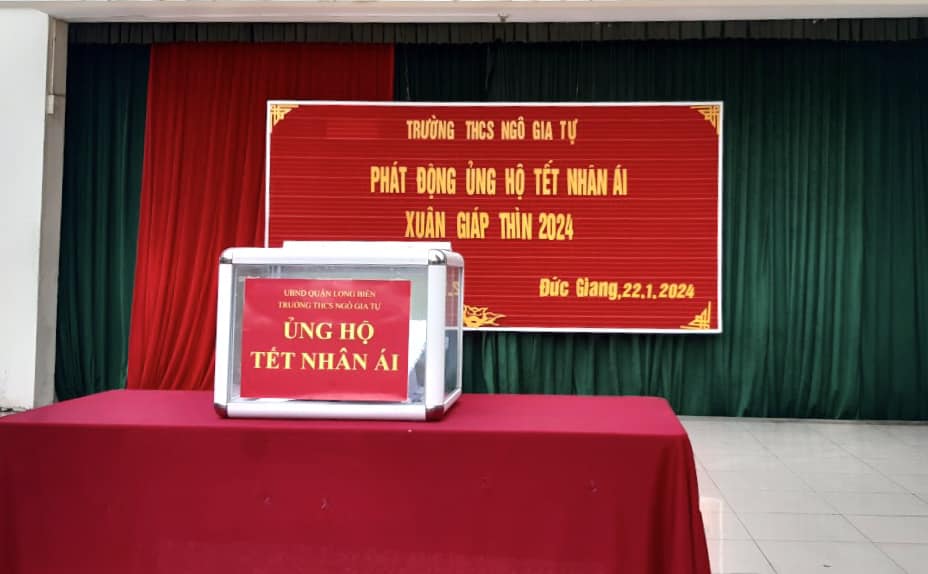 TRƯỜNG THCS NGÔ GIA TỰ
PHÁT ĐỘNG ỦNG HỘ TẾT NHÂN ÁI
XUÂN GIÁP THÌN 2024
Đức Giang,22.1.2024
UBND QUẬN LONG BIÊN
TRƯỜNG THCS NGÔ GIA TỰ
ỦNG HỘ
TẾT NHÂN ÁI